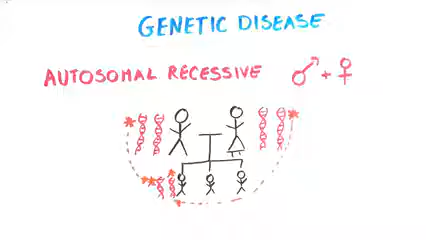 GENETIC DISEASE
AUTOSOMAL RECESSIVE ♂ + ♀